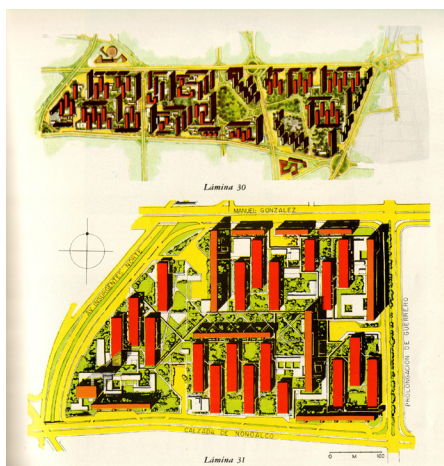 Lámina 30
MANUEL GONZALEZ
AV. INSURGENTES NORTE
PROLONGACION DE GUERRERO
CALZADA DE NONOALCO
0 M 100
Lámina 31